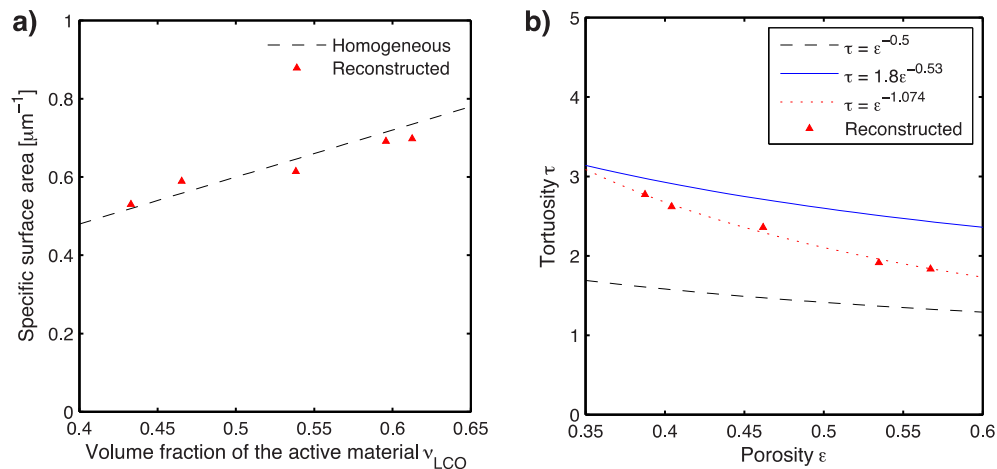 a)
Homogeneous
Reconstructed
Specific surface area [μm⁻¹]
1
0.8
0.6
0.4
0.2
0
0.4 0.45 0.5 0.55 0.6 0.65
Volume fraction of the active material ν_LCO
b)
τ = ε^−0.5
τ = 1.8ε^−0.53
τ = ε^−1.074
Reconstructed
Tortuosity τ
5
4
3
2
1
0
0.35 0.4 0.45 0.5 0.55 0.6
Porosity ε